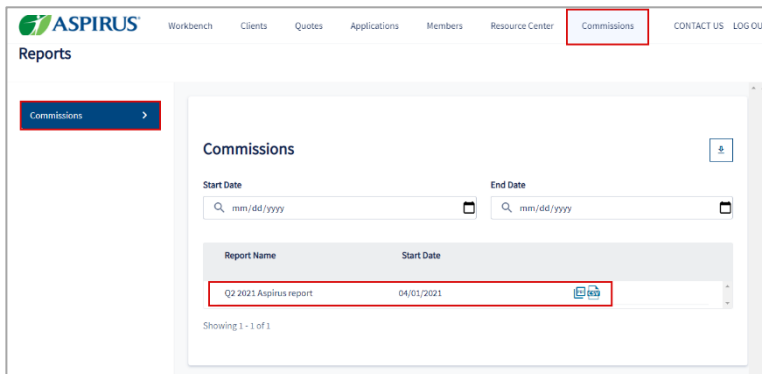 ASPIRUS
Workbench Clients Quotes Applications Members Resource Center Commissions CONTACT US LOG OU
Reports
Commissions
Commissions
Start Date End Date
mm/dd/yyyy mm/dd/yyyy
Report Name Start Date
Q2 2021 Aspirus report 04/01/2021
Showing 1 - 1 of 1